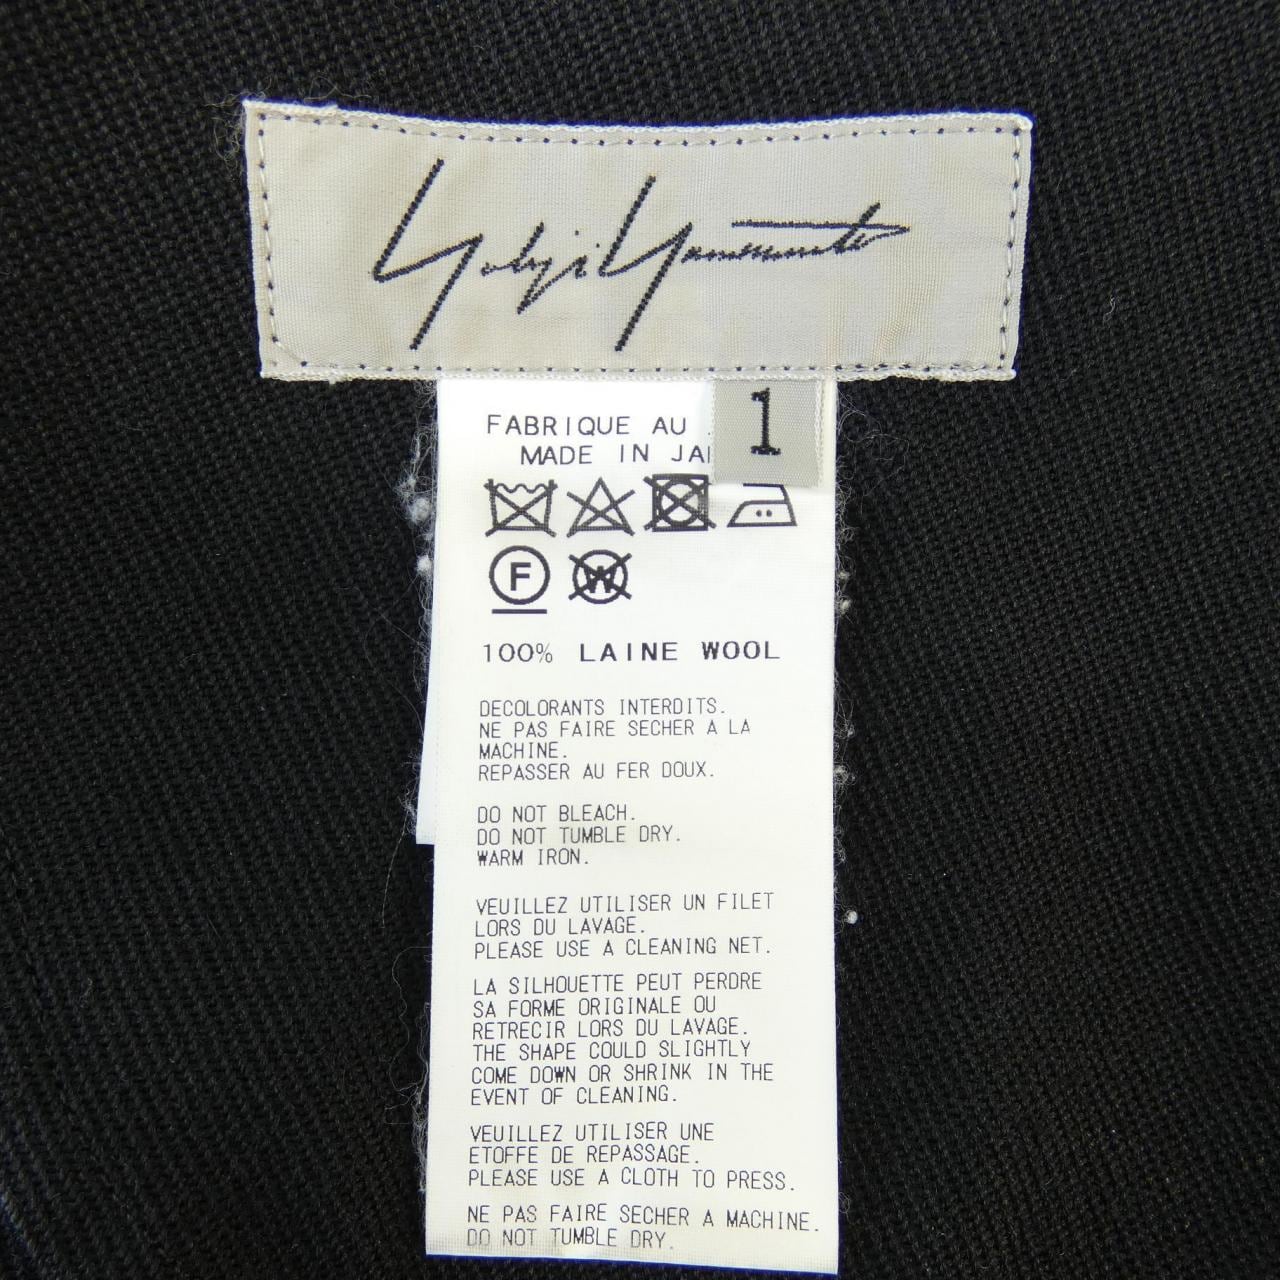 Yohji Yamamoto
1
FABRIQUE AU
MADE IN JA
F
W
100% LAINE WOOL
DECOLORANTS INTERDITS.
NE PAS FAIRE SECHER A LA
MACHINE.
REPASSER AU FER DOUX.
DO NOT BLEACH.
DO NOT TUMBLE DRY.
WARM IRON.
VEUILLEZ UTILISER UN FILET
LORS DU LAVAGE.
PLEASE USE A CLEANING NET.
LA SILHOUETTE PEUT PERDRE
SA FORME ORIGINALE OU
RETRECIR LORS DU LAVAGE.
THE SHAPE COULD SLIGHTLY
COME DOWN OR SHRINK IN THE
EVENT OF CLEANING.
VEUILLEZ UTILISER UNE
ETOFFE DE REPASSAGE.
PLEASE USE A CLOTH TO PRESS.
NE PAS FAIRE SECHER A MACHINE.
DO NOT TUMBLE DRY.